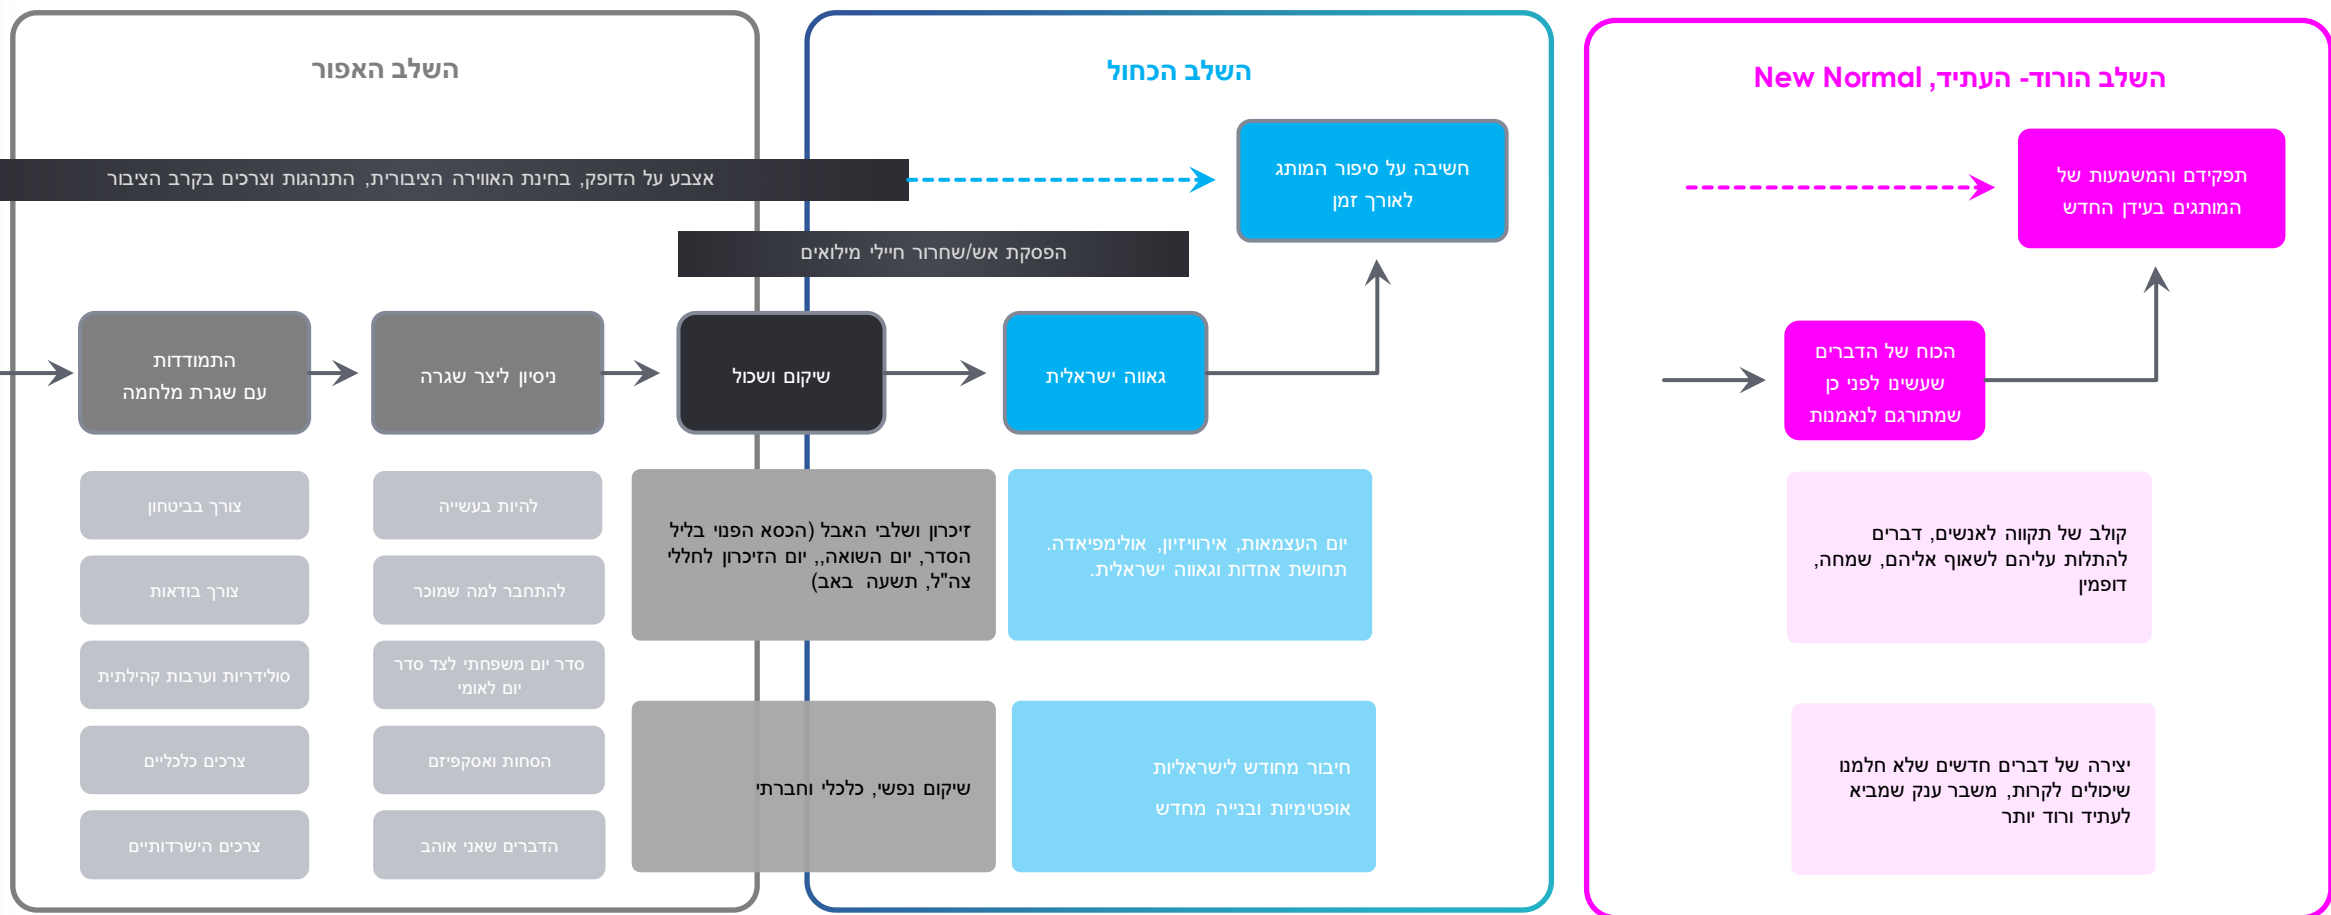 השלב האפור
אצבע על הדופק, בחינת האווירה הציבורית, התנהגות וצרכים בקרב הציבור
התמודדות
עם שגרת מלחמה
צורך בביטחון
צורך בודאות
סולידריות וערבות קהילתית
צרכים כלכליים
צרכים הישרדותיים
ניסיון ליצר שגרה
להיות בעשייה
להתחבר למה שמוכר
סדר יום משפחתי לצד סדר
יום לאומי
הסחות ואסקפיזם
הדברים שאני אוהב
הפסקת אש/שחרור חיילי מילואים
שיקום ושכול
זיכרון ושלבי האבל (הכסא הפנוי בליל
הסדר, יום השואה,, יום הזיכרון לחללי
צה"ל, תשעה באב)
שיקום נפשי, כלכלי וחברתי
השלב הכחול
חשיבה על סיפור המותג
לאורך זמן
גאווה ישראלית
יום העצמאות, אירוויזיון, אולימפיאדה.
תחושת אחדות וגאווה ישראלית.
חיבור מחודש לישראליות
אופטימיות ובנייה מחדש
השלב הורוד- העתיד, New Normal
תפקידם והמשמעות של
המותגים בעידן החדש
הכוח של הדברים
שעשינו לפני כן
שמתורגם לנאמנות
קולב של תקווה לאנשים, דברים
להתלות עליהם לשאוף אליהם, שמחה,
דופמין
יצירה של דברים חדשים שלא חלמנו
שיכולים לקרות, משבר ענק שמביא
לעתיד ורוד יותר